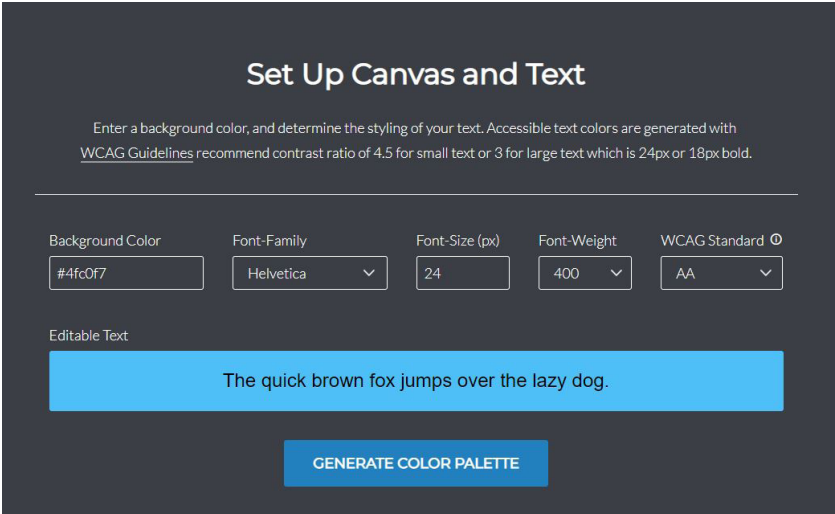 Set Up Canvas and Text
Enter a background color, and determine the styling of your text. Accessible text colors are generated with
WCAG Guidelines recommend contrast ratio of 4.5 for small text or 3 for large text which is 24px or 18px bold.
Background Color Font-Family Font-Size (px) Font-Weight WCAG Standard
#4fc0f7 Helvetica 24 400 AA
Editable Text
The quick brown fox jumps over the lazy dog.
GENERATE COLOR PALETTE